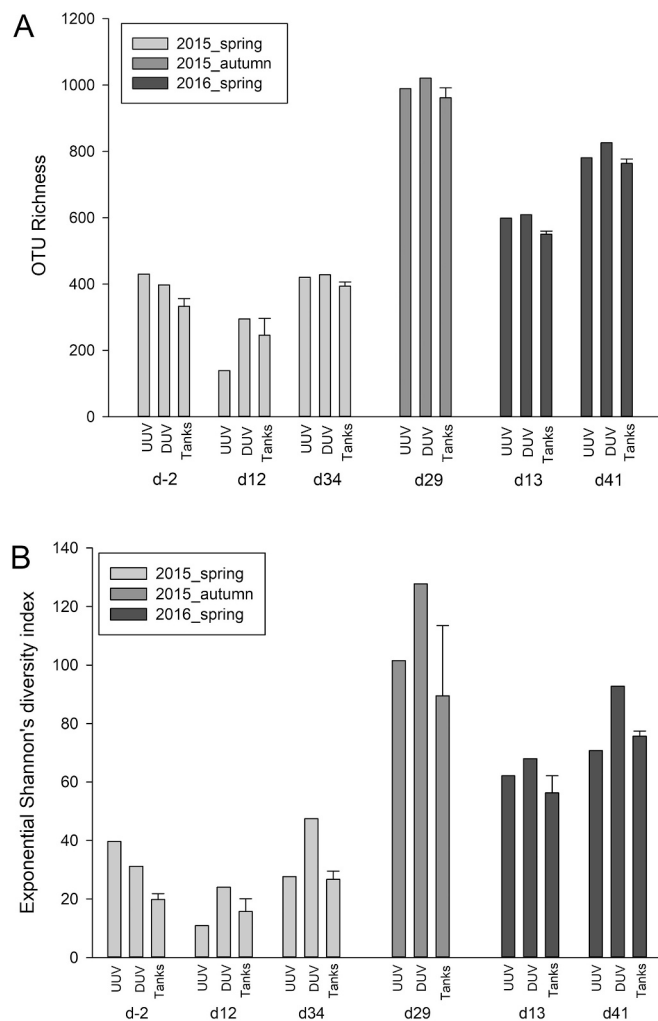 A
1200
1000
800
600
400
200
0
OTU Richness
2015_spring
2015_autumn
2016_spring
UUV DUV Tanks UUV DUV Tanks UUV DUV Tanks UUV DUV Tanks UUV DUV Tanks UUV DUV Tanks
d-2 d12 d34 d29 d13 d41
B
140
120
100
80
60
40
20
0
Exponential Shannon's diversity index
2015_spring
2015_autumn
2016_spring
UUV DUV Tanks UUV DUV Tanks UUV DUV Tanks UUV DUV Tanks UUV DUV Tanks UUV DUV Tanks
d-2 d12 d34 d29 d13 d41